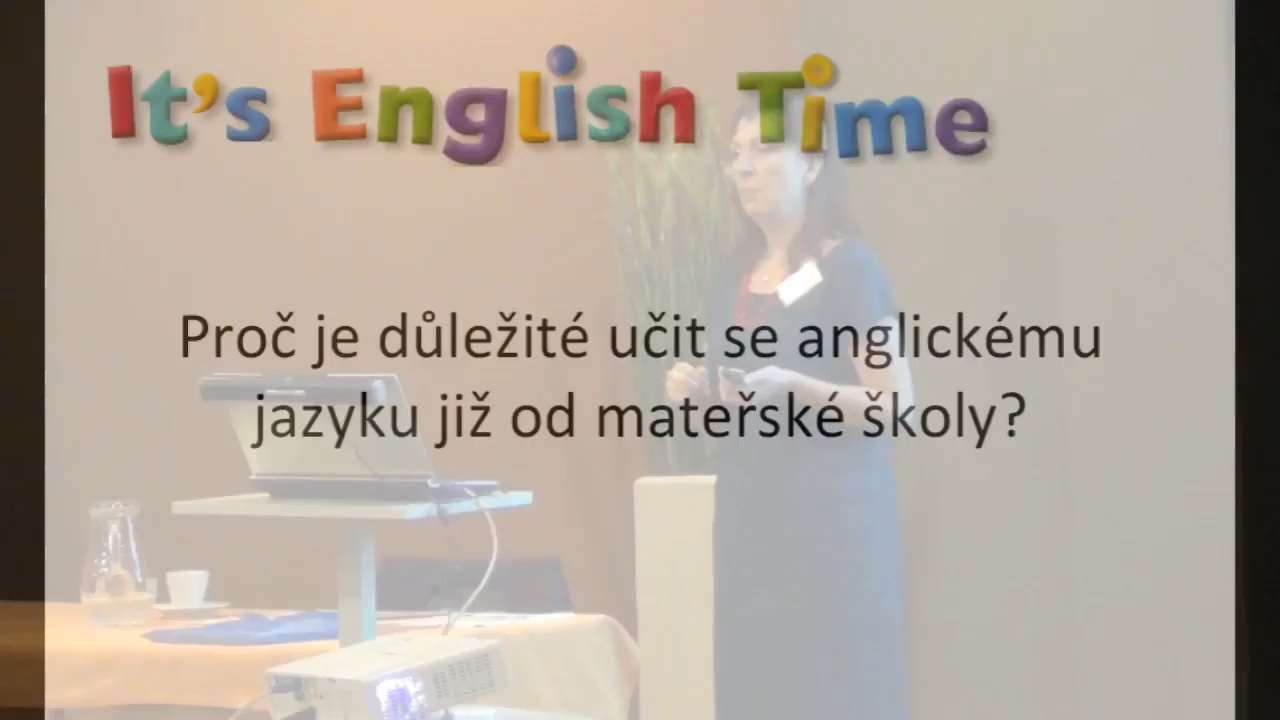 It's English Time
Proč je důležité učit se anglickému
jazyku již od mateřské školy?